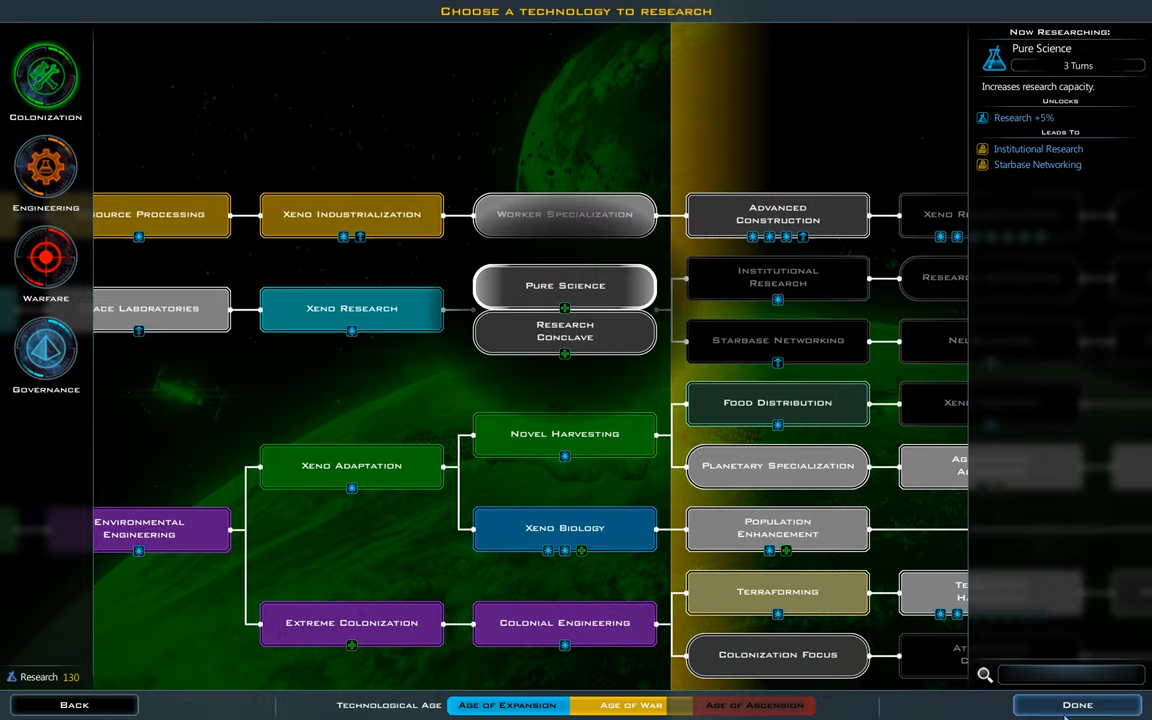 Choose a technology to research
Colonization
Engineering
Warfare
Governance
Source Processing
Xeno Industrialization
Worker Specialization
Advanced
Construction
Xeno R
ace Laboratories
Xeno Research
Pure Science
Research
Conclave
Institutional
Research
Researc
Starbase Networking
Environmental
Engineering
Xeno Adaptation
Novel Harvesting
Food Distribution
Xen
Planetary Specialization
Xeno Biology
Population
Enhancement
Extreme Colonization
Colonial Engineering
Terraforming
Colonization Focus
Now Researching:
Pure Science
3 Turns
Increases research capacity.
Unlocks
Research +5%
Leads To
Institutional Research
Starbase Networking
Research 130
Back
Technological Age
Age of Expansion
Age of War
Age of Ascension
Done